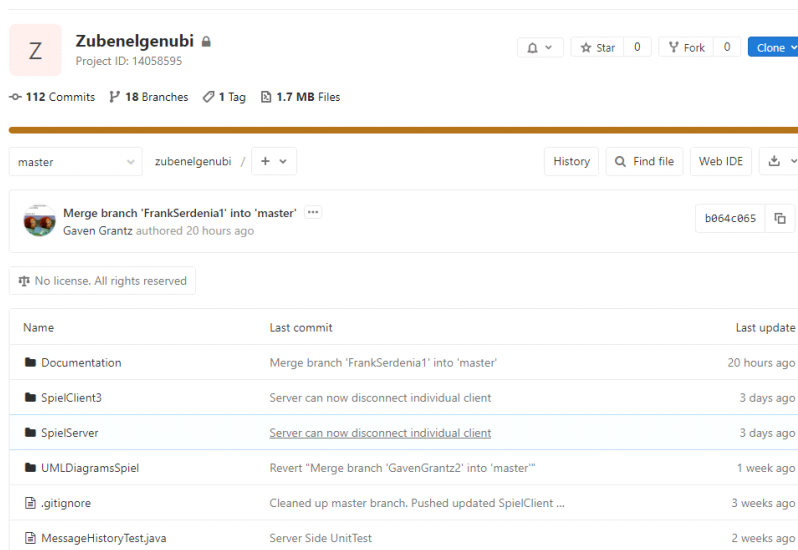 Z
Zubenelgenubi
Project ID: 14058595
Star 0 Fork 0 Clone
112 Commits 18 Branches 1 Tag 1.7 MB Files
master zubenelgenubi / + History Find file Web IDE
Merge branch 'FrankSerdenia1' into 'master' ···
Gaven Grantz authored 20 hours ago
b064c065
No license. All rights reserved
Name Last commit Last update
Documentation Merge branch 'FrankSerdenia1' into 'master' 20 hours ago
SpielClient3 Server can now disconnect individual client 3 days ago
SpielServer Server can now disconnect individual client 3 days ago
UMLDiagramsSpiel Revert "Merge branch 'GavenGrantz2' into 'master'" 1 week ago
.gitignore Cleaned up master branch. Pushed updated SpielClient ... 3 weeks ago
MessageHistoryTest.java Server Side UnitTest 2 weeks ago